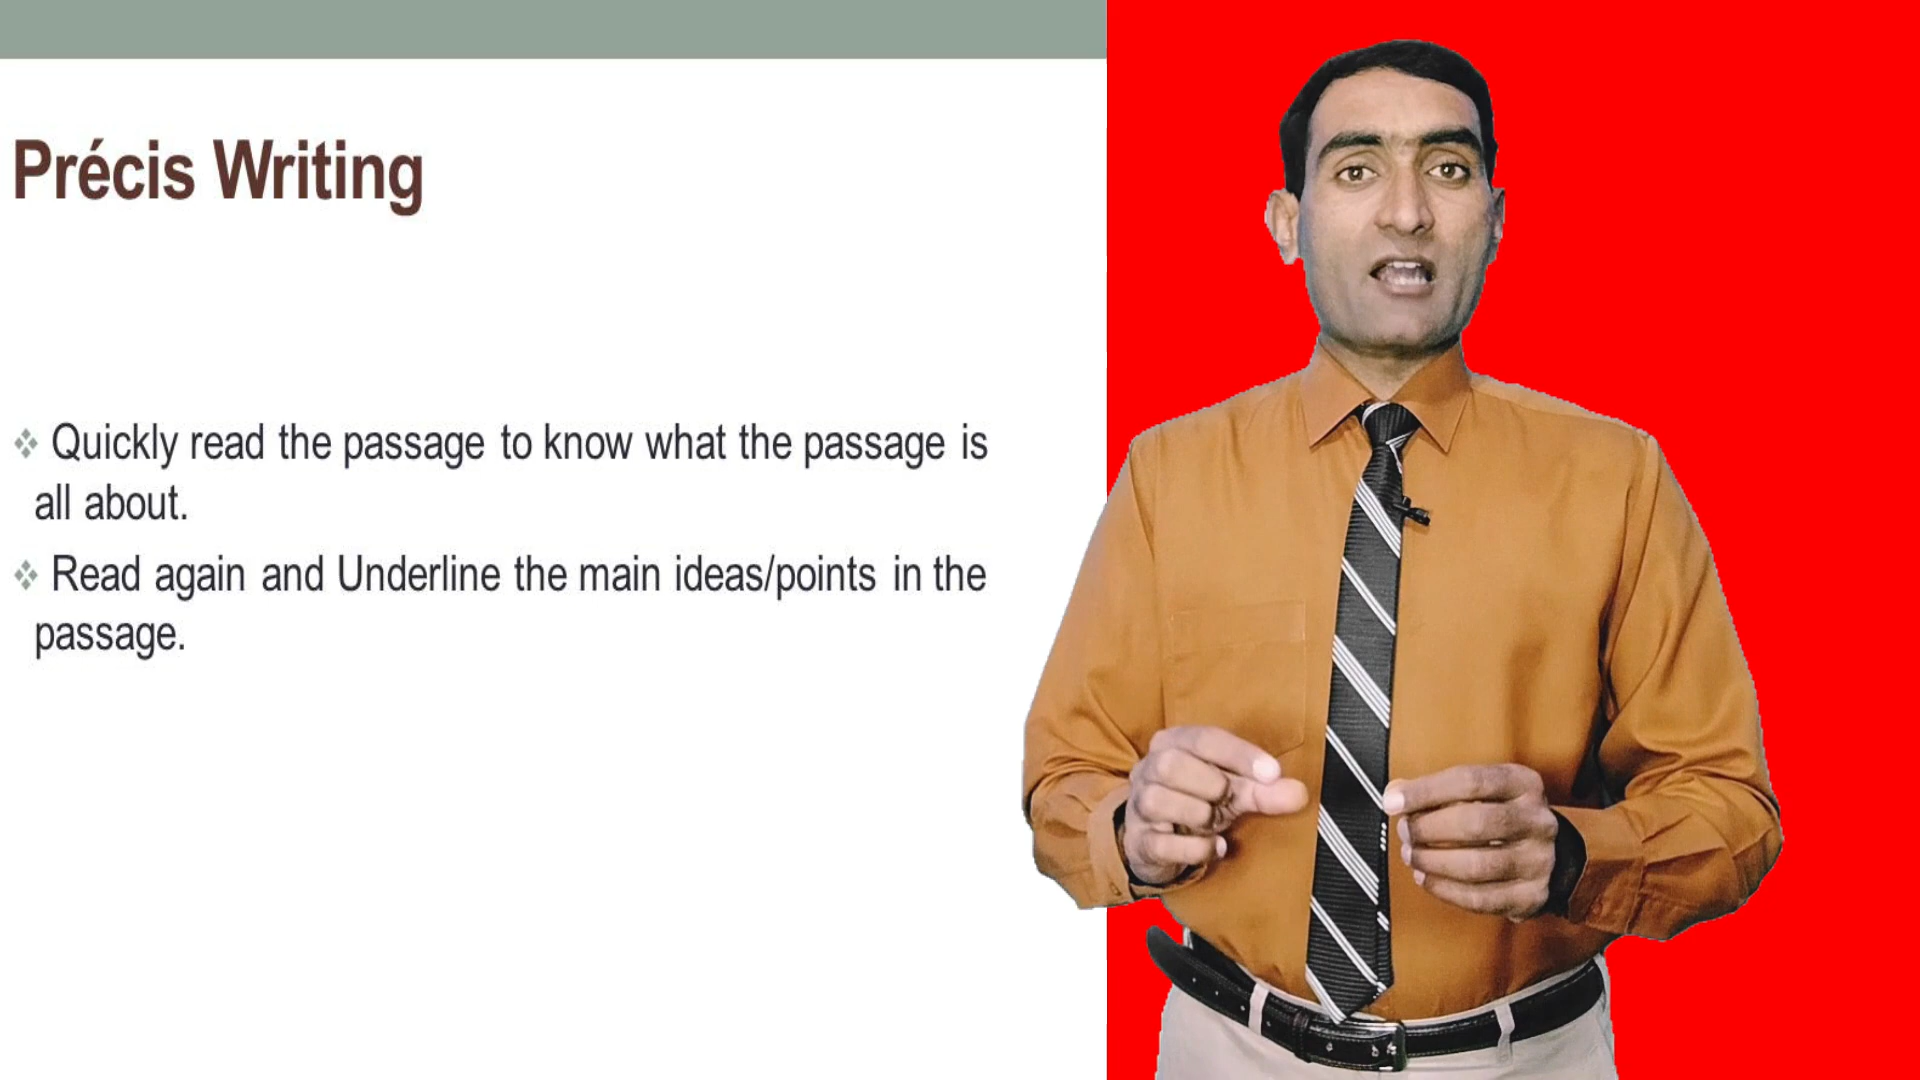 Précis Writing
❖ Quickly read the passage to know what the passage is
all about.
❖ Read again and Underline the main ideas/points in the
passage.